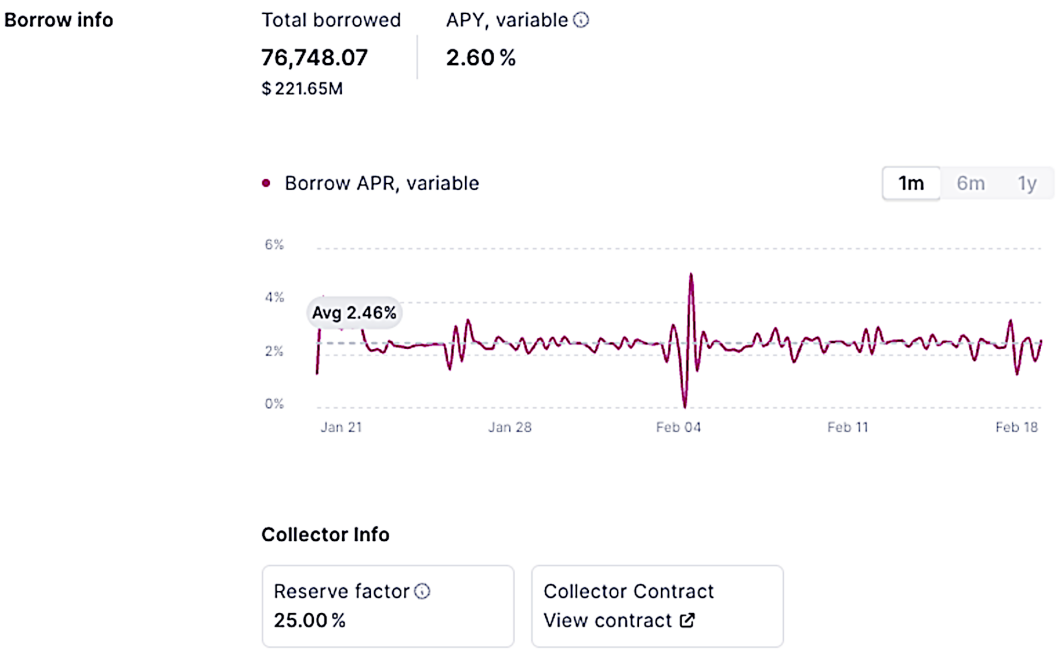 Borrow info
Total borrowed
76,748.07
$ 221.65M
APY, variable
2.60 %
Borrow APR, variable
1m 6m 1y
6%
4%
Avg 2.46%
2%
0%
Jan 21 Jan 28 Feb 04 Feb 11 Feb 18
Collector Info
Reserve factor
25.00 %
Collector Contract
View contract